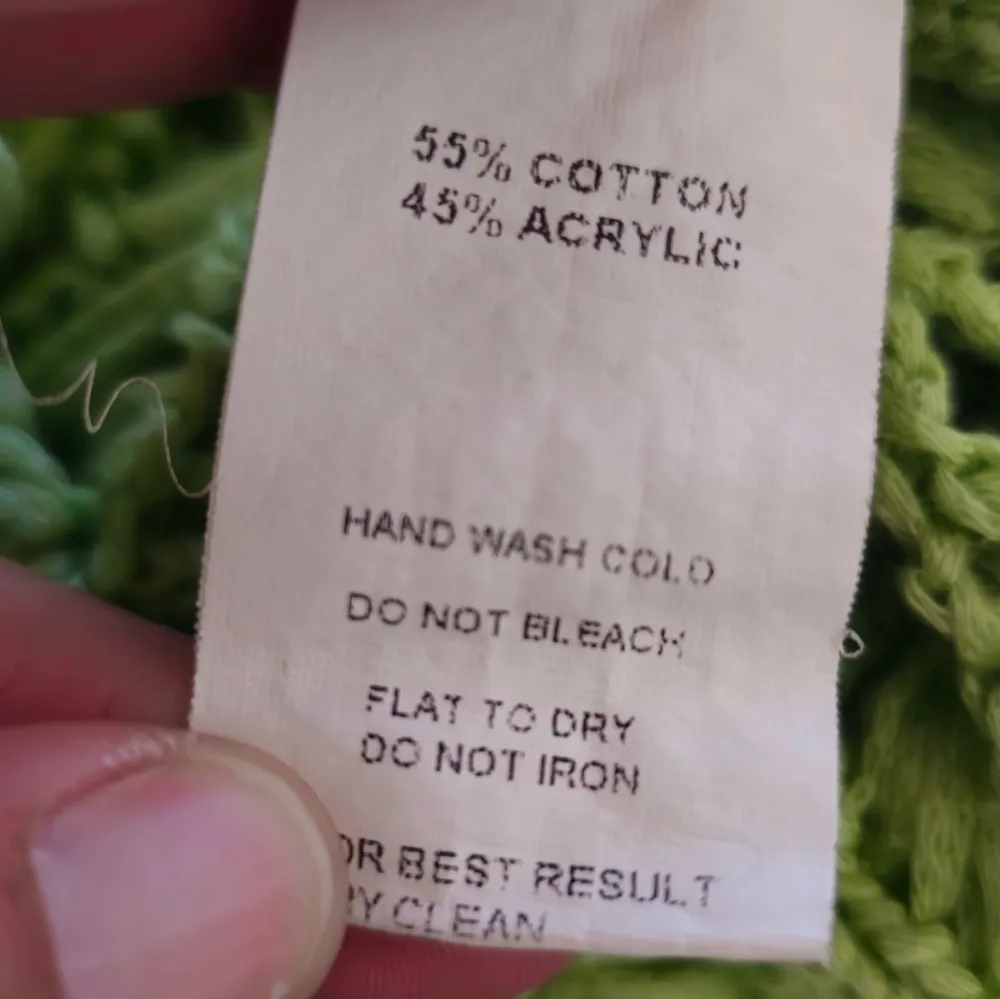 55% COTTON
45% ACRYLIC
HAND WASH COLD
DO NOT BLEACH
FLAT TO DRY
DO NOT IRON
OR BEST RESULT
RY CLEAN